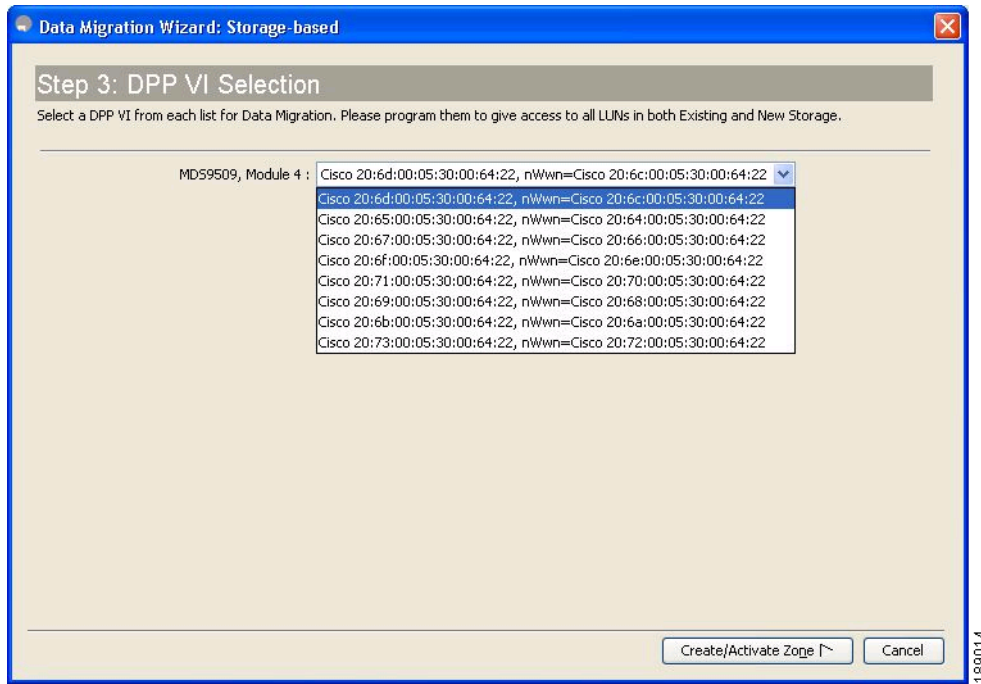 Data Migration Wizard: Storage-based
Step 3: DPP VI Selection
Select a DPP VI from each list for Data Migration. Please program them to give access to all LUNs in both Existing and New Storage.
MDS9509, Module 4 : Cisco 20:6d:00:05:30:00:64:22, nWwn=Cisco 20:6c:00:05:30:00:64:22
Cisco 20:6d:00:05:30:00:64:22, nWwn=Cisco 20:6c:00:05:30:00:64:22
Cisco 20:65:00:05:30:00:64:22, nWwn=Cisco 20:64:00:05:30:00:64:22
Cisco 20:67:00:05:30:00:64:22, nWwn=Cisco 20:66:00:05:30:00:64:22
Cisco 20:6f:00:05:30:00:64:22, nWwn=Cisco 20:6e:00:05:30:00:64:22
Cisco 20:71:00:05:30:00:64:22, nWwn=Cisco 20:70:00:05:30:00:64:22
Cisco 20:69:00:05:30:00:64:22, nWwn=Cisco 20:68:00:05:30:00:64:22
Cisco 20:6b:00:05:30:00:64:22, nWwn=Cisco 20:6a:00:05:30:00:64:22
Cisco 20:73:00:05:30:00:64:22, nWwn=Cisco 20:72:00:05:30:00:64:22
Create/Activate Zone
Cancel
189014